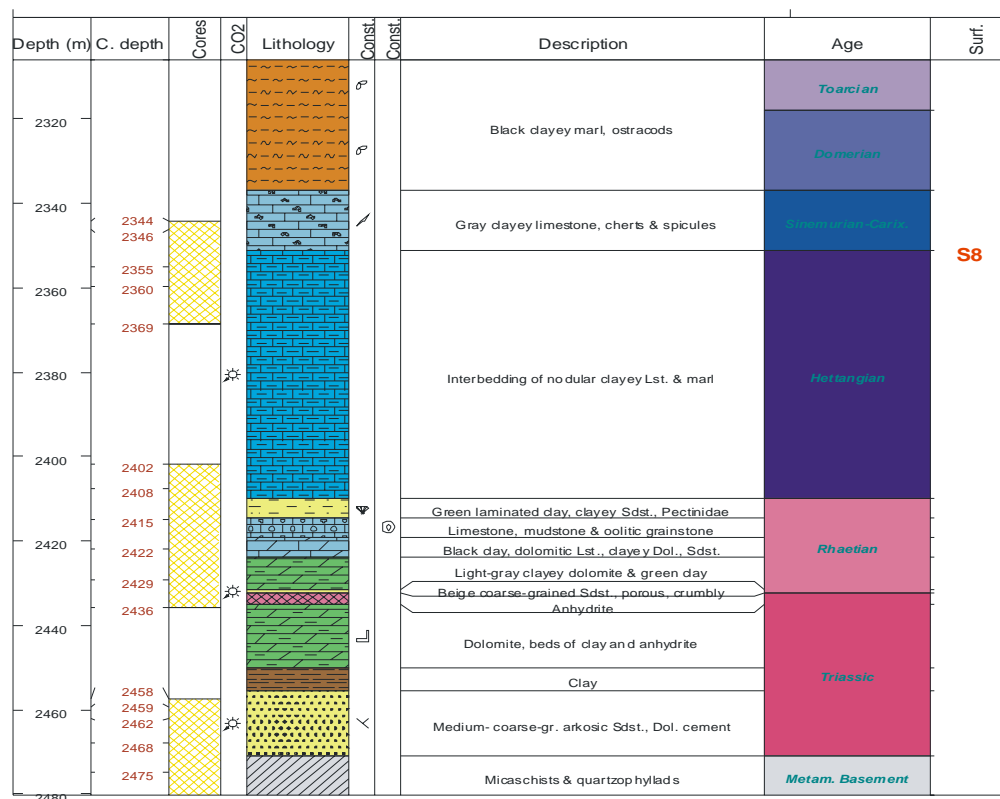 Depth (m) C. depth Cores CO2 Lithology Const. Const. Description Age Surf.
Toarcian
2320
Black clayey marl, ostracods
Domerian
2340
2344
Gray clayey limestone, cherts & spicules
Sinemurian-Carix.
2346
S8
2355
2360
2360
2369
2380
Interbedding of nodular clayey Lst. & marl
Hettangian
2400
2402
2408
Green laminated clay, clayey Sdst., Pectinidae
2415
Limestone, mudstone & oolitic grainstone
2420
2422
Black clay, dolomitic Lst., clayey Dol., Sdst.
Rhaetian
Light-gray clayey dolomite & green clay
2429
Beige coarse-grained Sdst., porous, crumbly
2436
Anhydrite
2440
Dolomite, beds of clay and anhydrite
Triassic
Clay
2458
2459
2460
2462
Medium- coarse-gr. arkosic Sdst., Dol. cement
2468
2475
Micaschists & quartzophyllads
Metam. Basement
2480